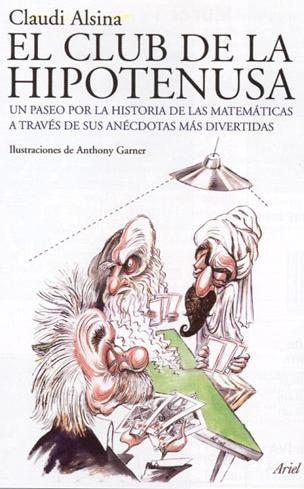 Claudi Alsina
EL CLUB DE LA
HIPOTENUSA
UN PASEO POR LA HISTORIA DE LAS MATEMÁTICAS
A TRAVÉS DE SUS ANÉCDOTAS MÁS DIVERTIDAS
Ilustraciones de Anthony Garner
Ariel